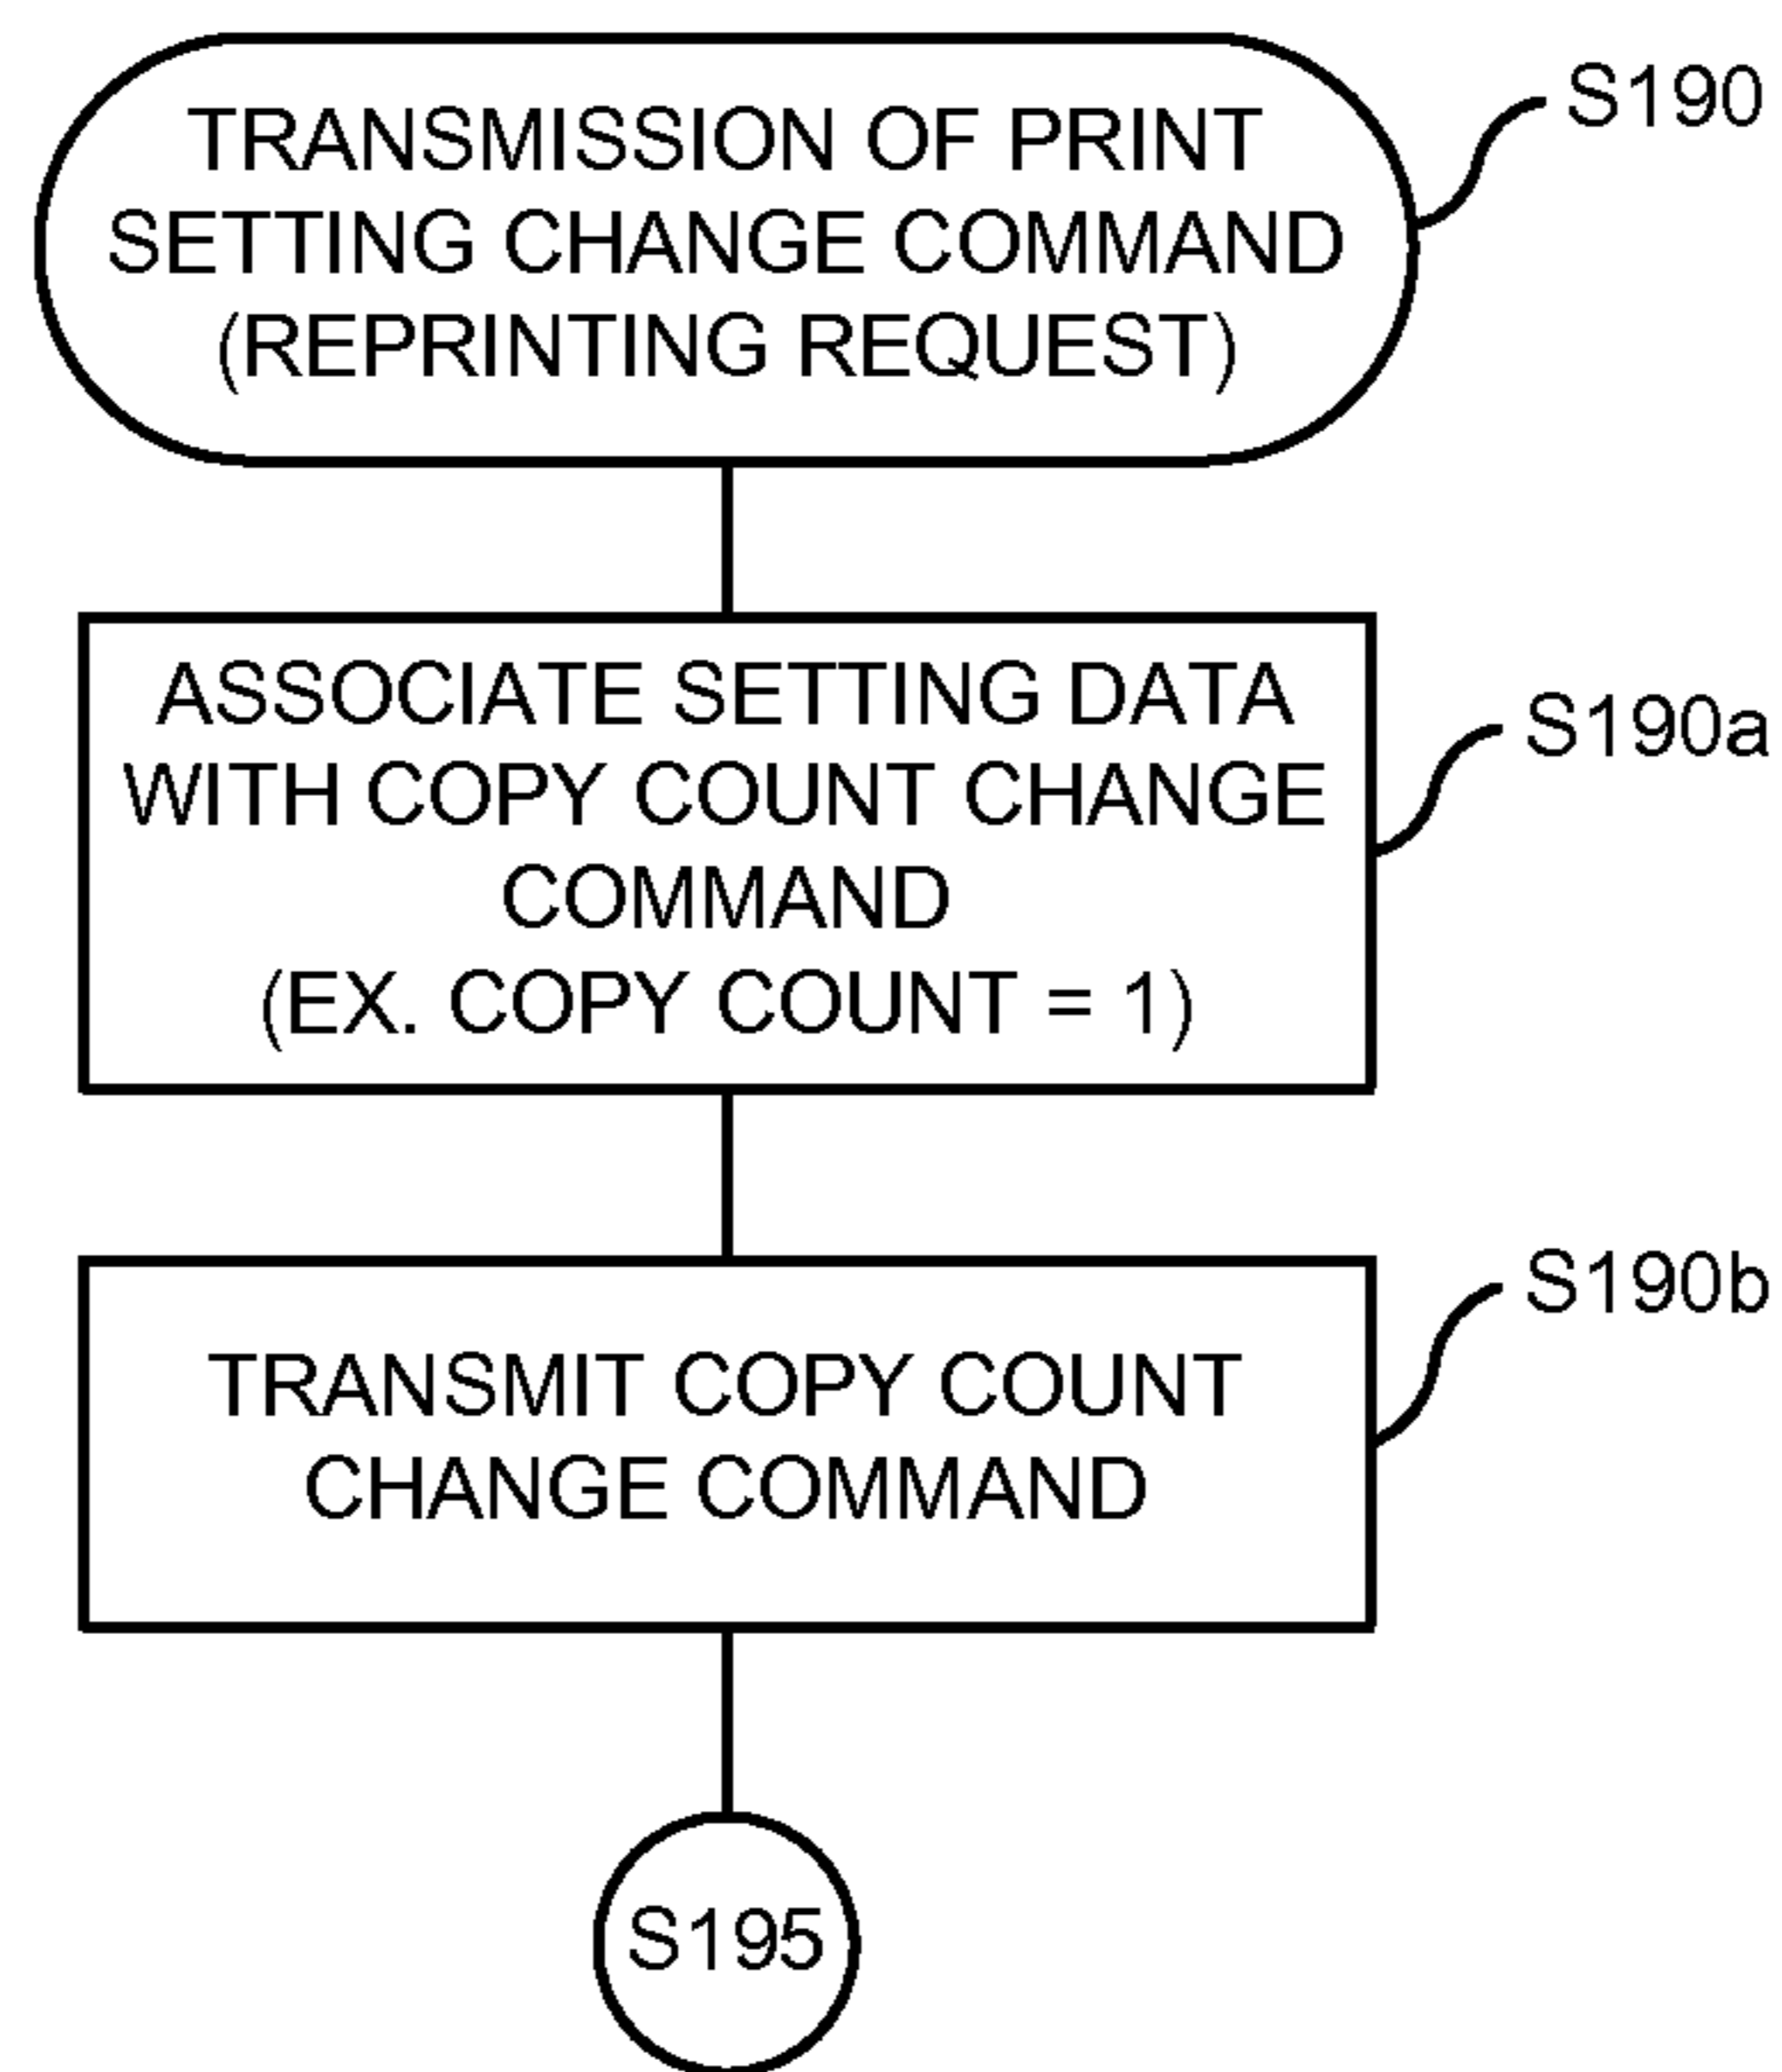 TRANSMISSION OF PRINT
SETTING CHANGE COMMAND
(REPRINTING REQUEST)
S190
ASSOCIATE SETTING DATA
WITH COPY COUNT CHANGE
COMMAND
(EX. COPY COUNT = 1)
S190a
TRANSMIT COPY COUNT
CHANGE COMMAND
S190b
S195